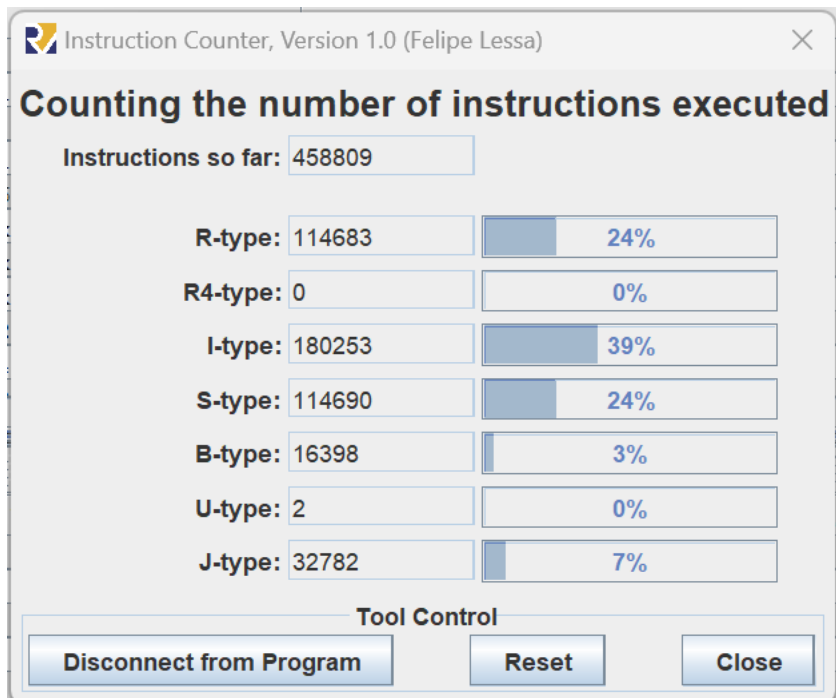 Instruction Counter, Version 1.0 (Felipe Lessa)
Counting the number of instructions executed
Instructions so far: 458809
R-type: 114683 24%
R4-type: 0 0%
I-type: 180253 39%
S-type: 114690 24%
B-type: 16398 3%
U-type: 2 0%
J-type: 32782 7%
Tool Control
Disconnect from Program Reset Close